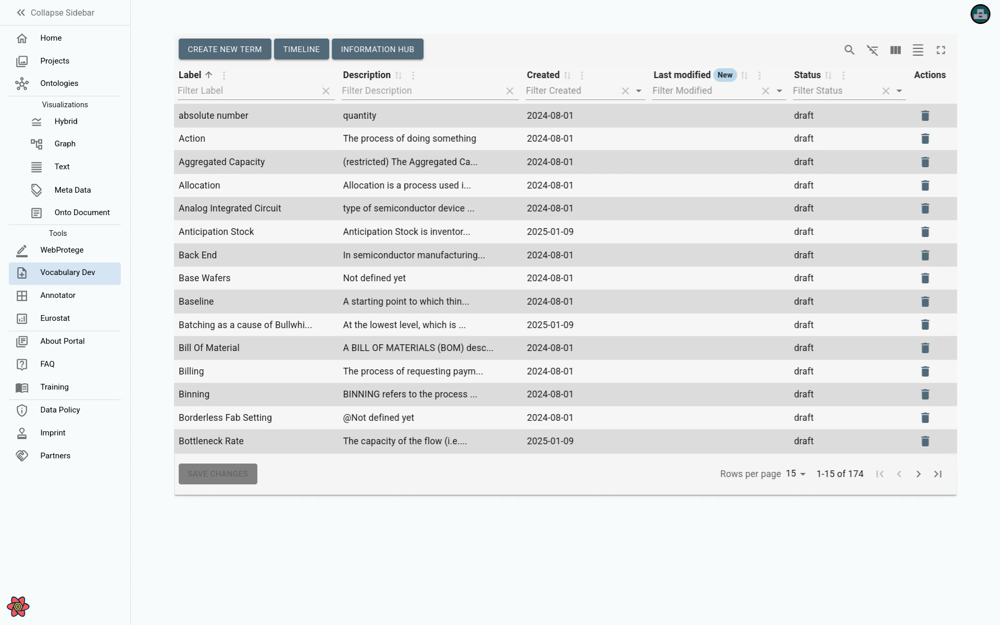 Collapse Sidebar
Home
Projects
Ontologies
Visualizations
Hybrid
Graph
Text
Meta Data
Onto Document
Tools
WebProtege
Vocabulary Dev
Annotator
Eurostat
About Portal
FAQ
Training
Data Policy
Imprint
Partners
CREATE NEW TERM TIMELINE INFORMATION HUB
Label Description Created Last modified New Status Actions
Filter Label Filter Description Filter Created Filter Modified Filter Status
absolute number quantity 2024-08-01 draft
Action The process of doing something 2024-08-01 draft
Aggregated Capacity (restricted) The Aggregated Ca... 2024-08-01 draft
Allocation Allocation is a process used i... 2024-08-01 draft
Analog Integrated Circuit type of semiconductor device ... 2024-08-01 draft
Anticipation Stock Anticipation Stock is inventor... 2025-01-09 draft
Back End In semiconductor manufacturing... 2024-08-01 draft
Base Wafers Not defined yet 2024-08-01 draft
Baseline A starting point to which thin... 2024-08-01 draft
Batching as a cause of Bullwhi... At the lowest level, which is ... 2025-01-09 draft
Bill Of Material A BILL OF MATERIALS (BOM) desc... 2024-08-01 draft
Billing The process of requesting paym... 2024-08-01 draft
Binning BINNING refers to the process ... 2024-08-01 draft
Borderless Fab Setting @Not defined yet 2024-08-01 draft
Bottleneck Rate The capacity of the flow (i.e.... 2025-01-09 draft
SAVE CHANGES Rows per page 15 1-15 of 174